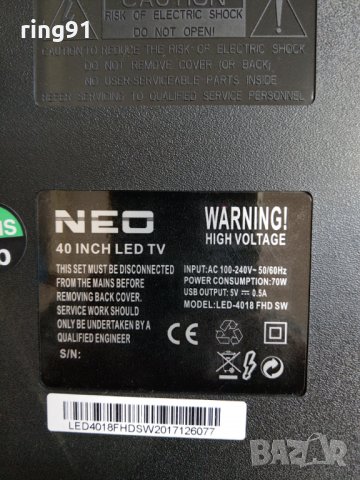 ring91
CAUTION
RISK OF ELECTRIC SHOCK
DO NOT OPEN
CAUTION:TO REDUCE THE RISK OF ELECTRIC SHOCK
DO NOT REMOVE COVER (OR BACK)
NO USER SERVICEABLE PARTS INSIDE
REFER SERVICING TO QUALIFIED SERVICE PERSONNEL
NEO
40 INCH LED TV
THIS SET MUST BE DISCONNECTED
FROM THE MAINS BEFORE
REMOVING BACK COVER.
SERVICE WORK SHOULD
ONLY BE UNDERTAKEN BY A
QUALIFIED ENGINEER
S/N:
WARNING!
HIGH VOLTAGE
INPUT:AC 100-240V~ 50/60Hz
POWER CONSUMPTION:70W
USB OUTPUT: 5V ⎓ 0.5A
MODEL:LED-4018 FHD SW
CE
LED4018FHDSW2017126077
BAZAR